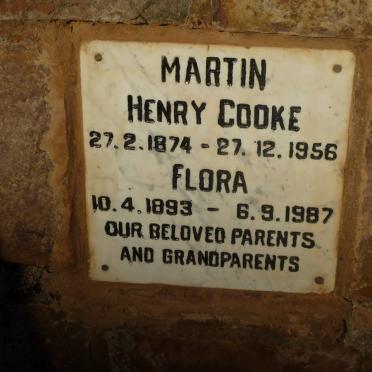 MARTIN
HENRY COOKE
27.2.1874 - 27.12.1956
FLORA
10.4.1893 - 6.9.1987
OUR BELOVED PARENTS
AND GRANDPARENTS